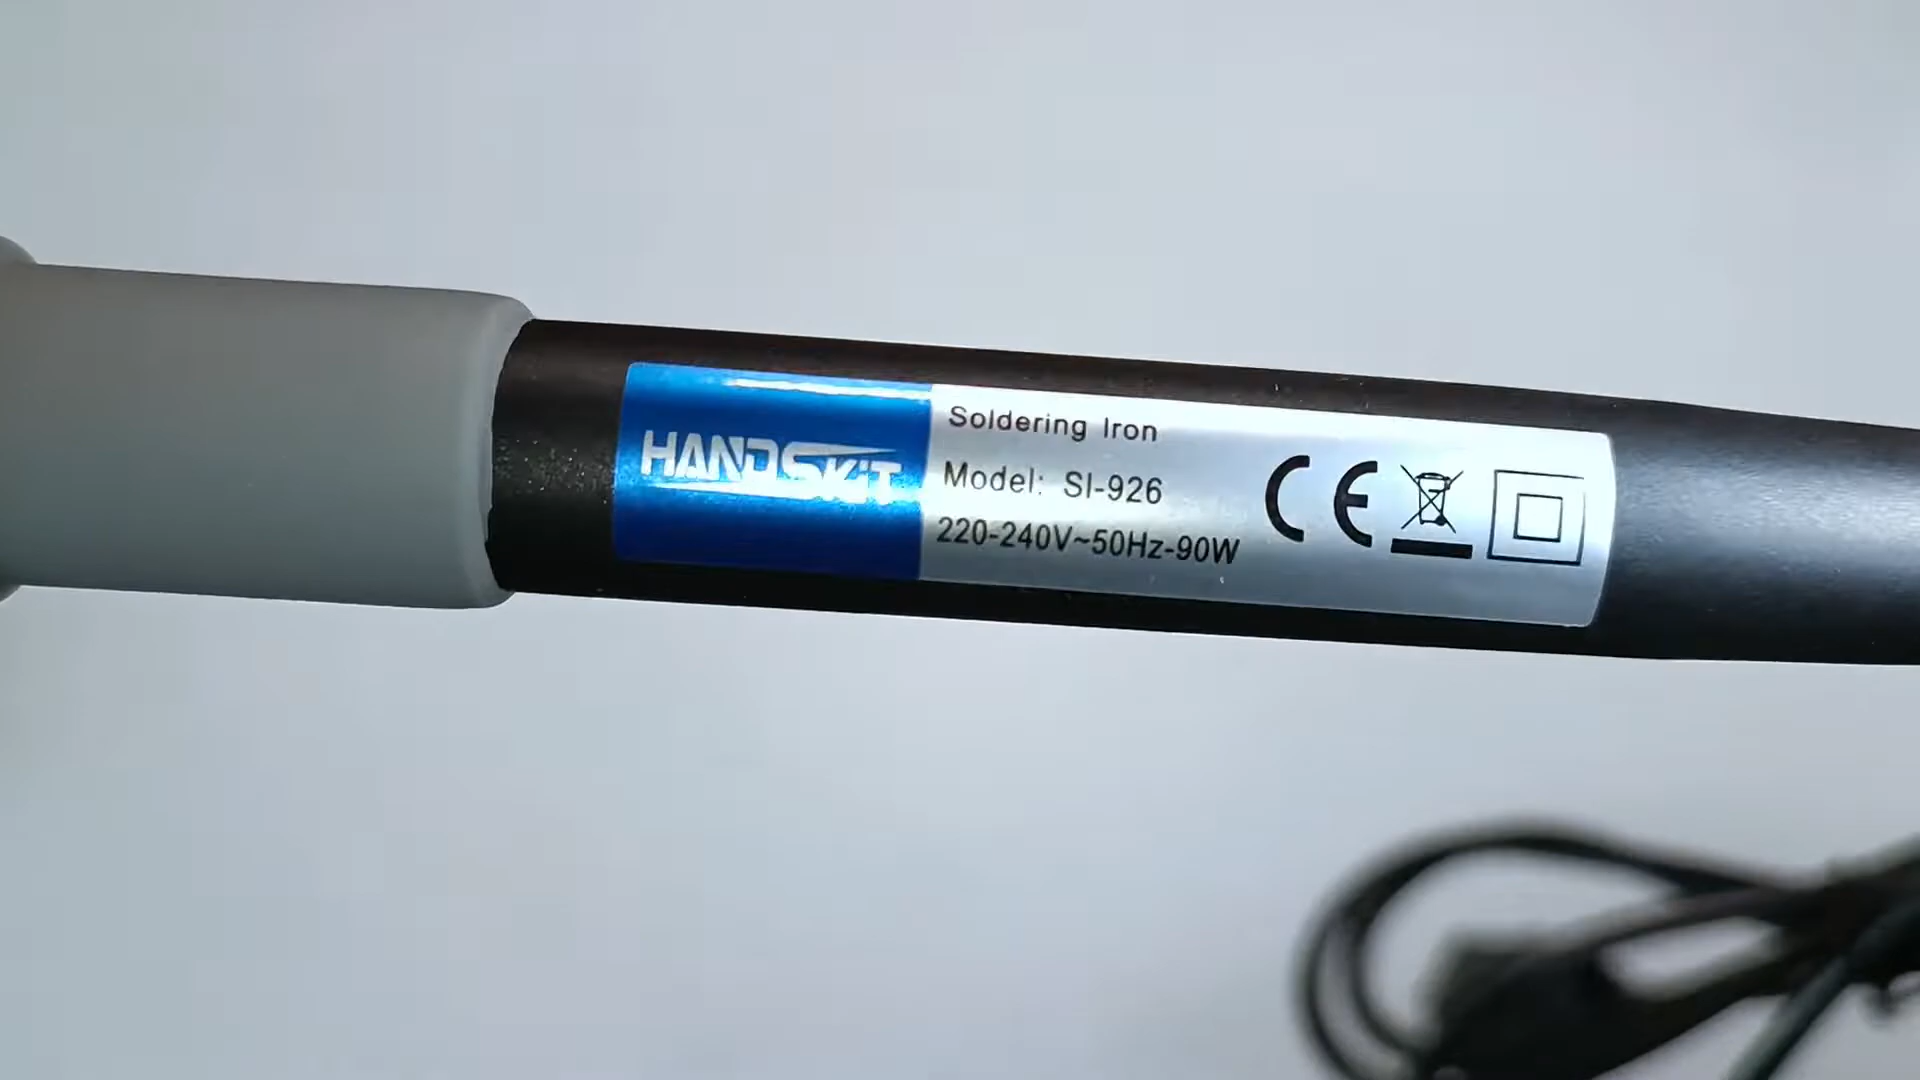 HANDSKIT
Soldering Iron
Model: SI-926
220-240V~50Hz-90W
CE